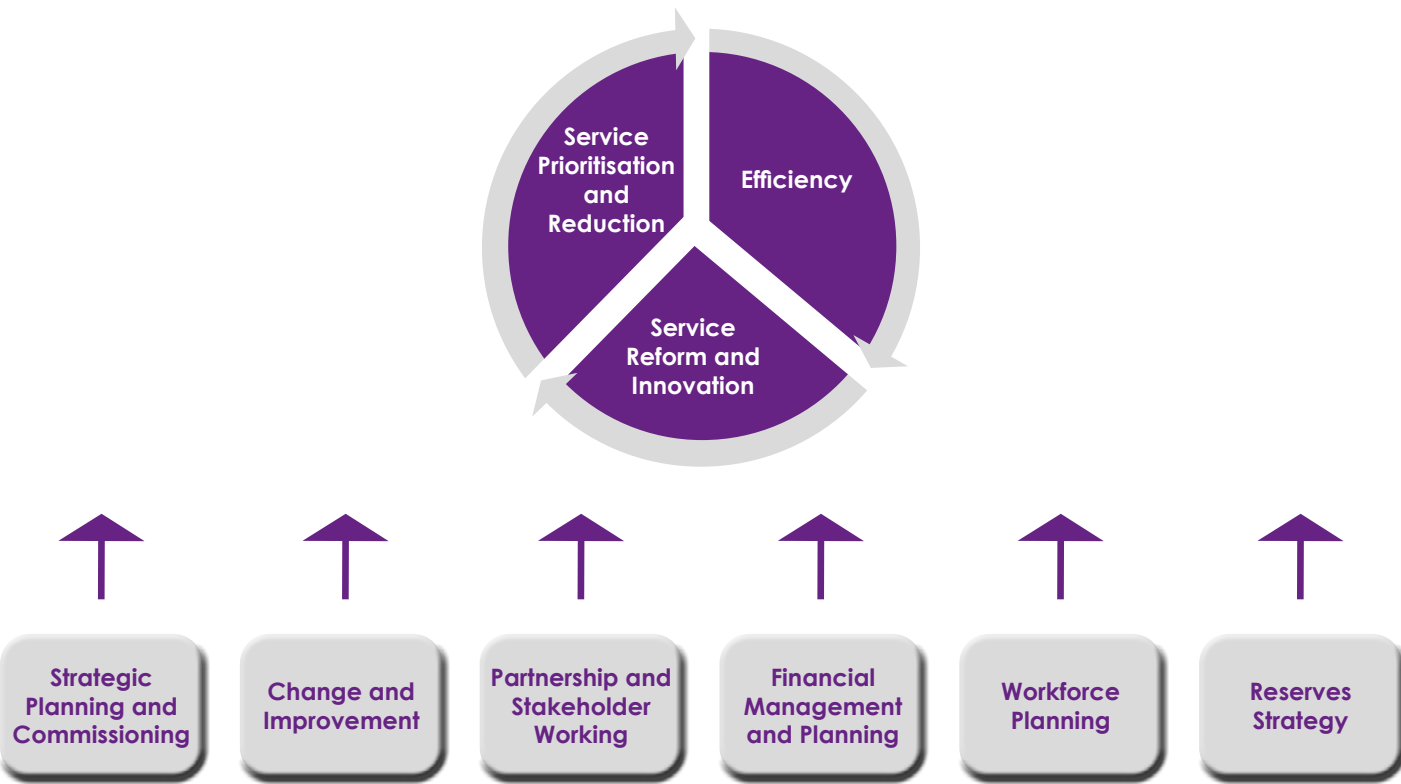 Service
Prioritisation
and
Reduction
Efficiency
Service
Reform and
Innovation
Strategic
Planning and
Commissioning
Change and
Improvement
Partnership and
Stakeholder
Working
Financial
Management
and Planning
Workforce
Planning
Reserves
Strategy